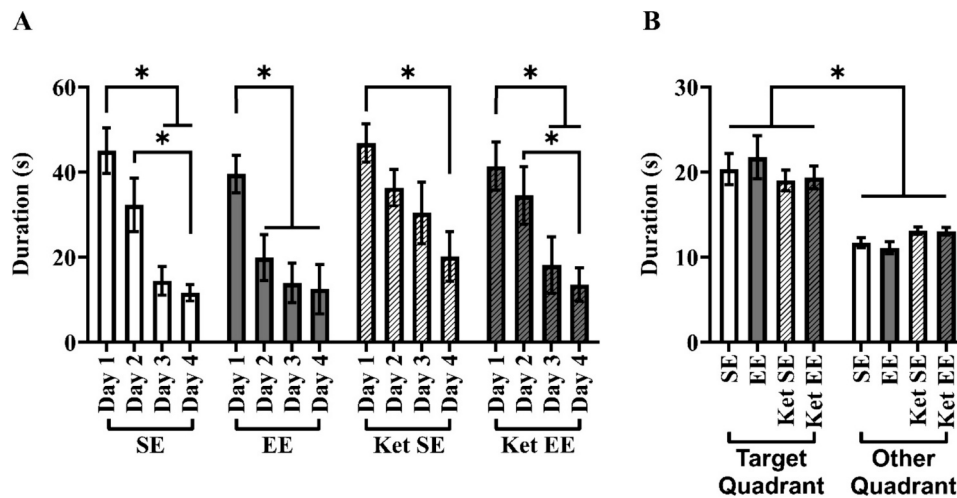 A
Duration (s)
60
40
20
0
*
*
*
*
*
*
Day 1
Day 2
Day 3
Day 4
Day 1
Day 2
Day 3
Day 4
Day 1
Day 2
Day 3
Day 4
Day 1
Day 2
Day 3
Day 4
SE
EE
Ket SE
Ket EE
B
Duration (s)
30
20
10
0
*
SE
EE
Ket SE
Ket EE
SE
EE
Ket SE
Ket EE
Target
Quadrant
Other
Quadrant